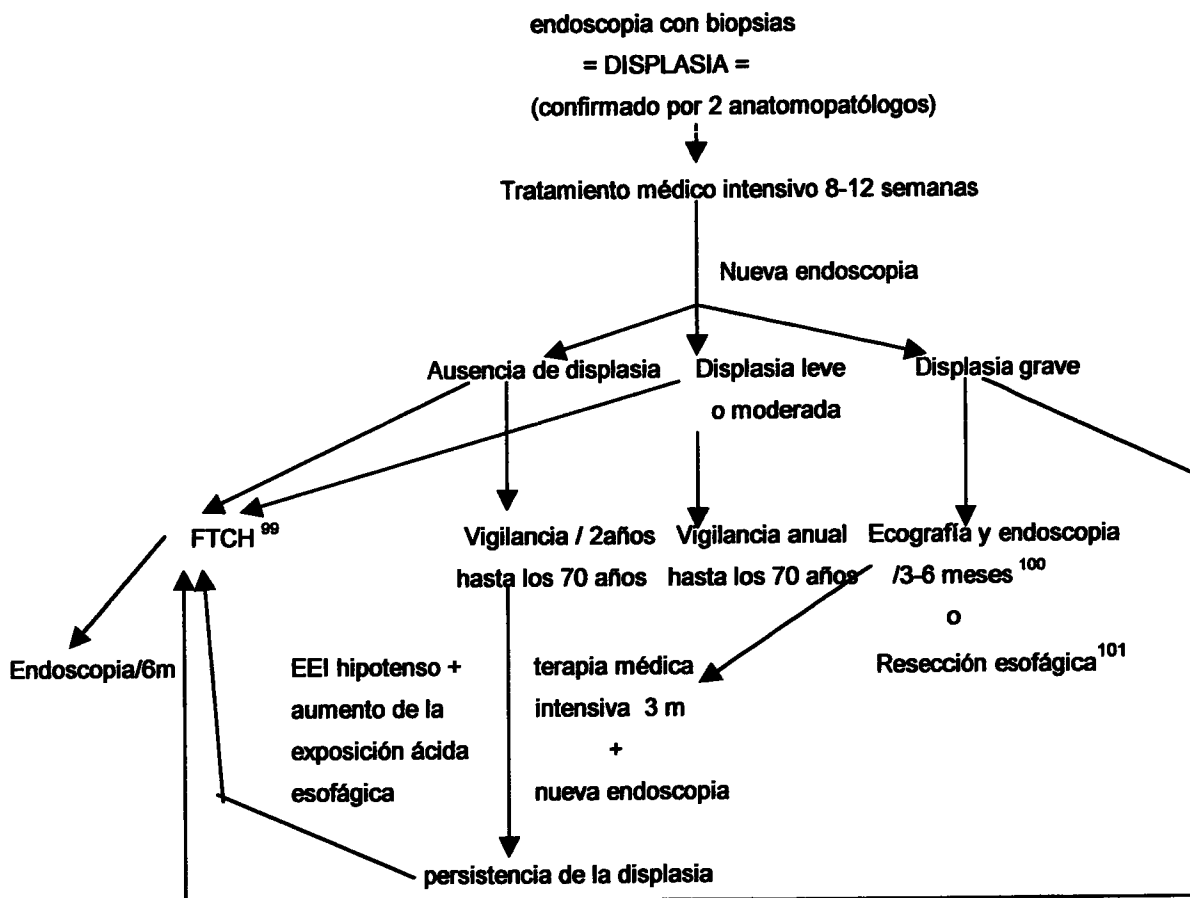 endoscopia con biopsias
= DISPLASIA =
(confirmado por 2 anatomopatólogos)
Tratamiento médico intensivo 8-12 semanas
Nueva endoscopia
Ausencia de displasia
Displasia leve
o moderada
Displasia grave
FTCH 99
Vigilancia / 2años
hasta los 70 años
Vigilancia anual
hasta los 70 años
Ecografía y endoscopia
/3-6 meses 100
o
Resección esofágica 101
Endoscopia/6m
EEI hipotenso +
aumento de la
exposición ácida
esofágica
terapia médica
intensiva 3 m
+
nueva endoscopia
persistencia de la displasia